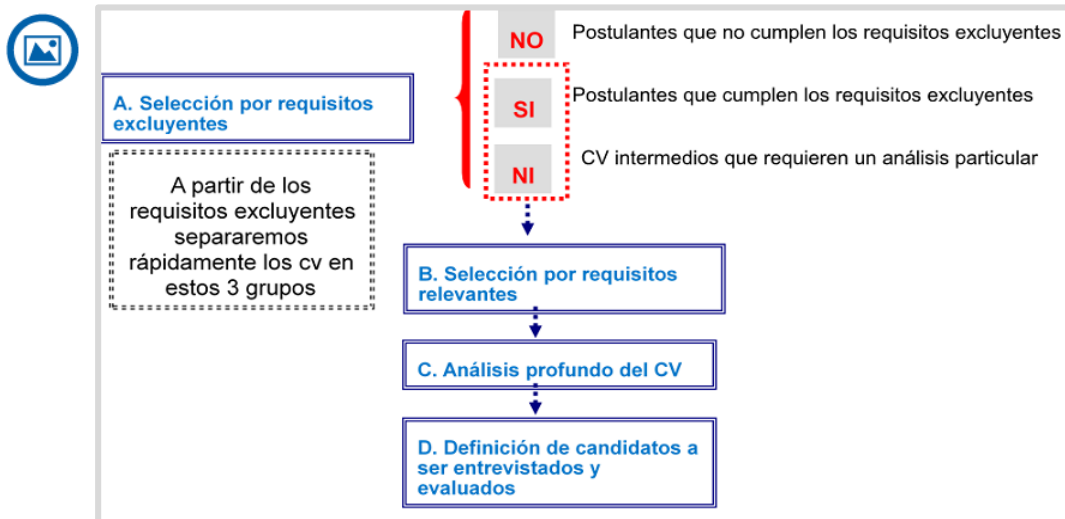 NO
Postulantes que no cumplen los requisitos excluyentes
A. Selección por requisitos
excluyentes
SI
Postulantes que cumplen los requisitos excluyentes
NI
CV intermedios que requieren un análisis particular
A partir de los
requisitos excluyentes
separaremos
rápidamente los cv en
estos 3 grupos
B. Selección por requisitos
relevantes
C. Análisis profundo del CV
D. Definición de candidatos a
ser entrevistados y
evaluados